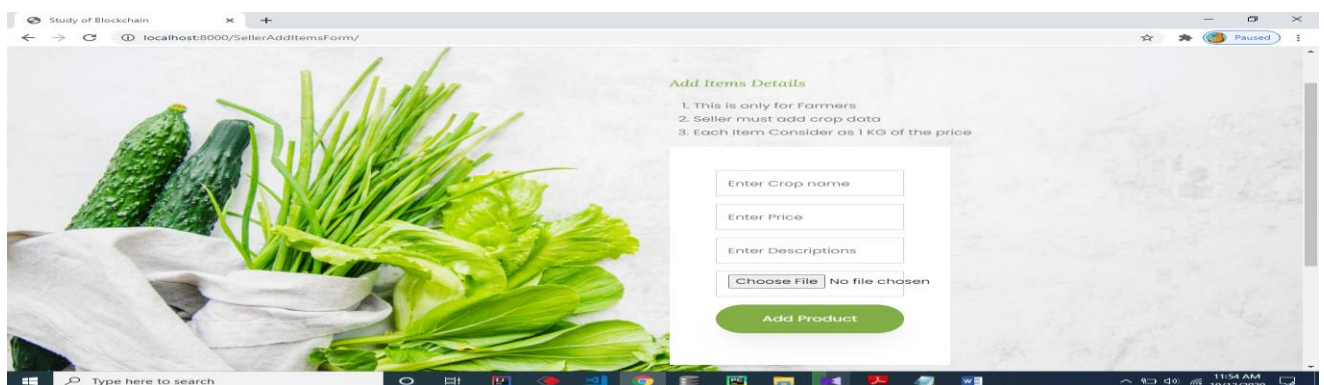 Study of Blockchain
localhost:8000/SellerAddItemsForm/
Paused
Add Items Details
1. This is only for Farmers
2. Seller must add crop data
3. Each Item Consider as 1 KG of the price
Enter Crop name
Enter Price
Enter Descriptions
Choose File No file chosen
Add Product
Type here to search
11:54 AM